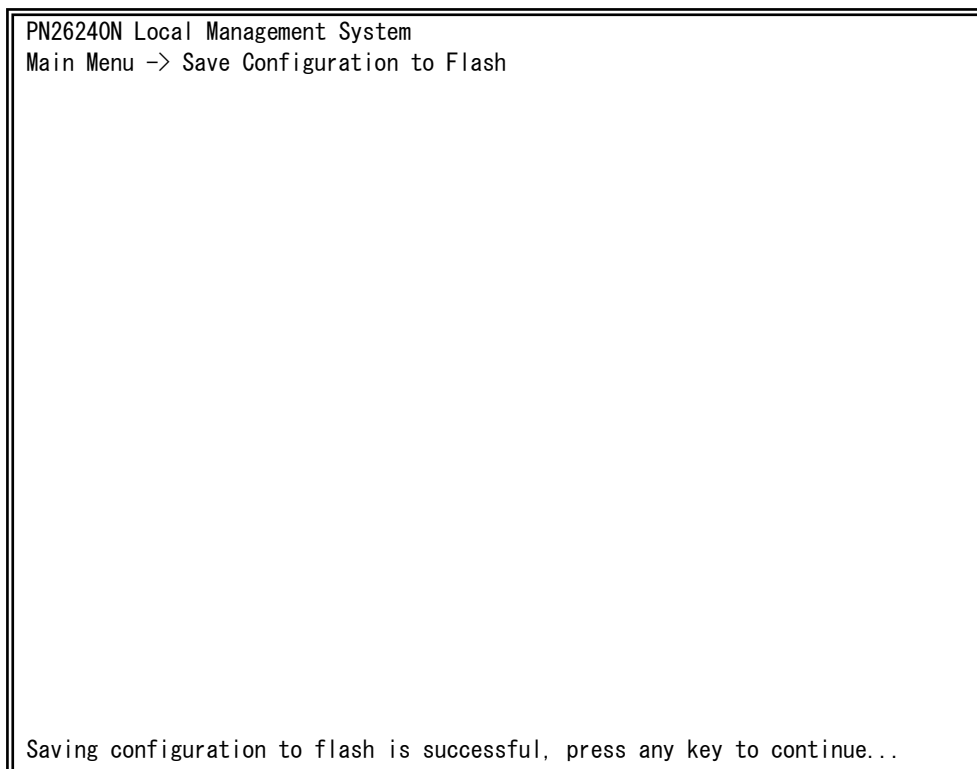 PN26240N Local Management System
Main Menu -> Save Configuration to Flash
Saving configuration to flash is successful, press any key to continue...